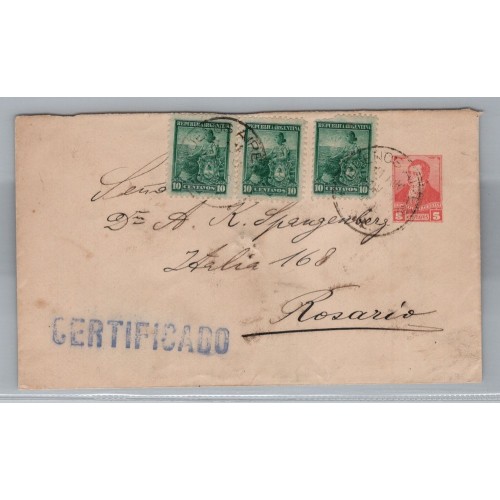 REPUBLICA ARGENTINA REPUBLICA ARGENTINA REPUBLICA ARGENTINA
10 CENTAVOS 10 10 CENTAVOS 10 10 CENTAVOS 10
AIRE
5 CENTAVOS 5
Dn A. K. Spangenberg
Italia 168
Rosario
CERTIFICADO